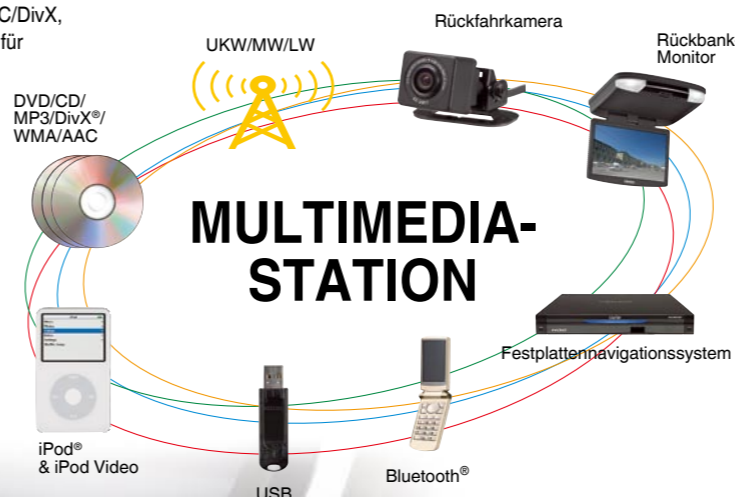 C/DivX,
für
UKW/MW/LW
Rückfahrkamera
Rückbank
Monitor
DVD/CD/
MP3/DivX®/
WMA/AAC
MULTIMEDIA-
STATION
Festplattennavigationssystem
iPod®
& iPod Video
USB
Bluetooth®